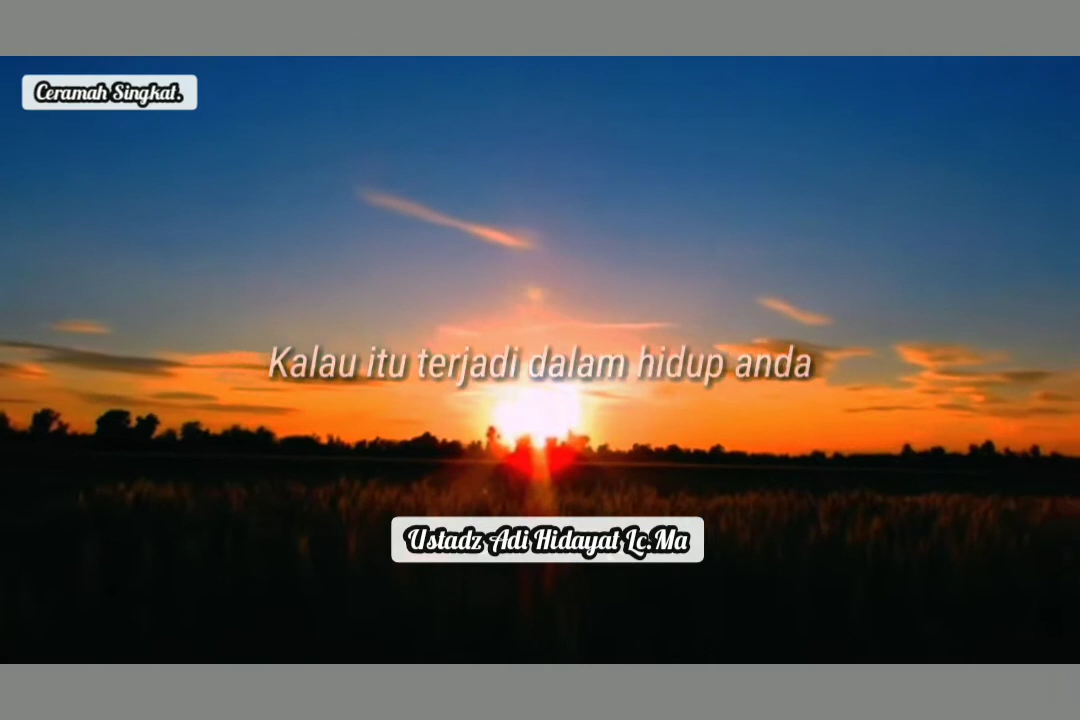 Ceramah Singkat.
Kalau itu terjadi dalam hidup anda
Ustadz Adi Hidayat Lc.Ma